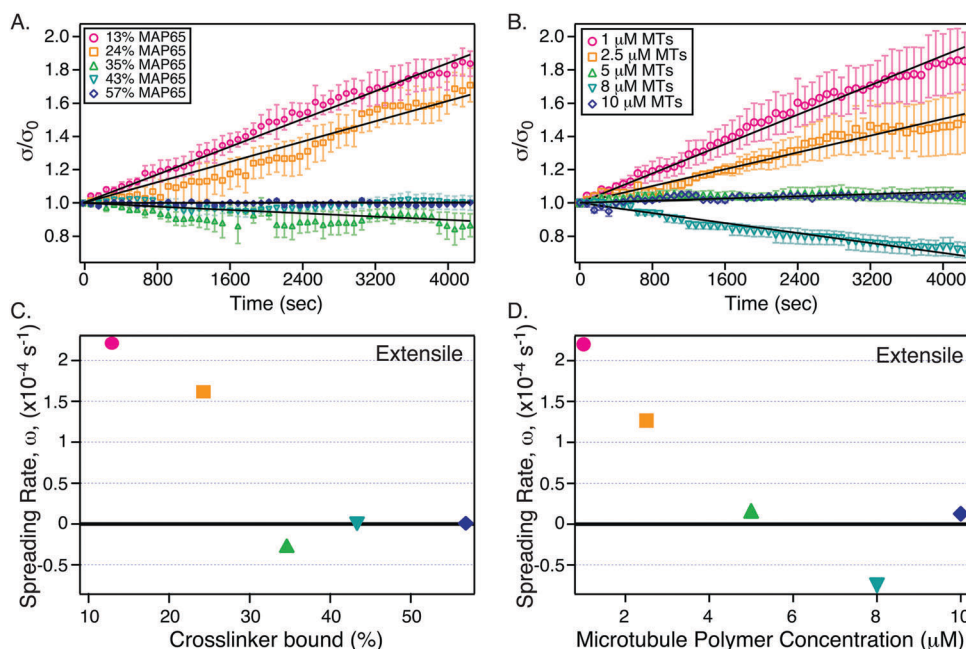 A.
13% MAP65
24% MAP65
35% MAP65
43% MAP65
57% MAP65
2.0
1.8
1.6
1.4
1.2
1.0
0.8
σ/σ0
0 800 1600 2400 3200 4000
Time (sec)
B.
1 μM MTs
2.5 μM MTs
5 μM MTs
8 μM MTs
10 μM MTs
2.0
1.8
1.6
1.4
1.2
1.0
0.8
σ/σ0
0 800 1600 2400 3200 4000
Time (sec)
C.
Extensile
2
1.5
1
0.5
0
-0.5
Spreading Rate, ω, (x10-4 s-1)
10 20 30 40 50
Crosslinker bound (%)
D.
Extensile
2
1.5
1
0.5
0
-0.5
Spreading Rate, ω, (x10-4 s-1)
2 4 6 8 10
Microtubule Polymer Concentration (μM)